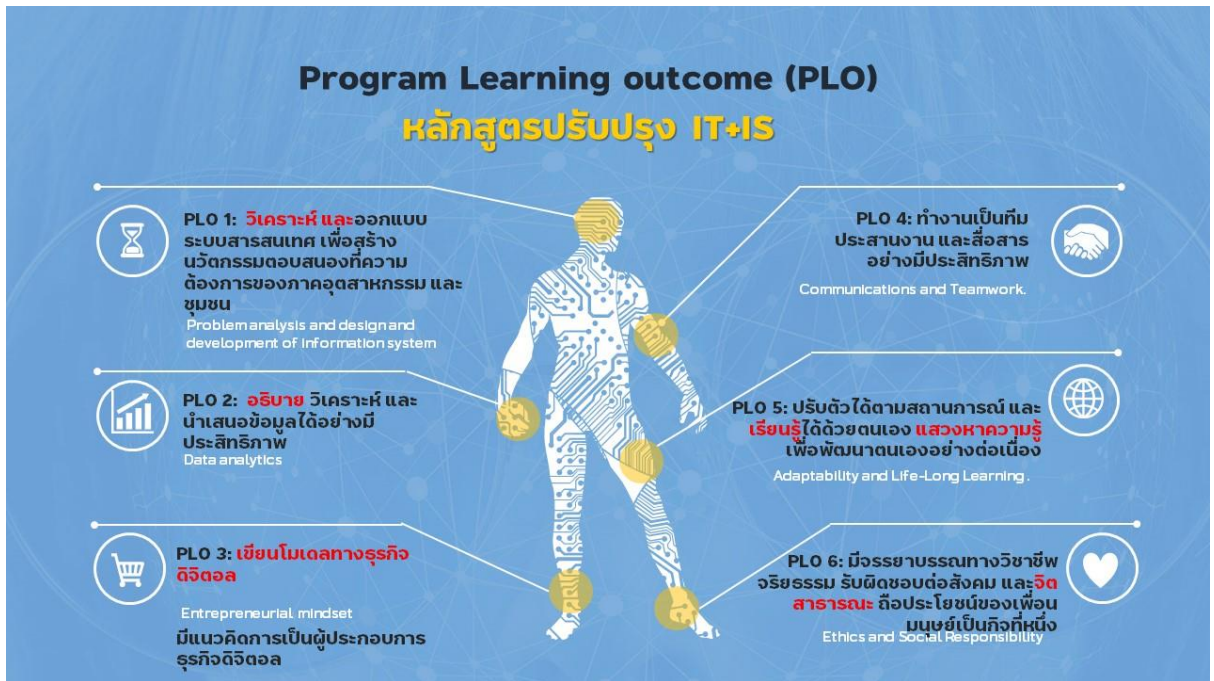 Program Learning outcome (PLO)
หลักสูตรปรับปรุง IT+IS
PLO 1: วิเคราะห์ และออกแบบ
ระบบสารสนเทศ เพื่อสร้าง
นวัตกรรมตอบสนองที่ความ
ต้องการของภาคอุตสาหกรรม และ
ชุมชน
Problem analysis and design and
development of information system
PLO 2: อธิบาย วิเคราะห์ และ
นำเสนอข้อมูลได้อย่างมี
ประสิทธิภาพ
Data analytics
PLO 3: เขียนโมเดลทางธุรกิจ
ดิจิตอล
Entrepreneurial mindset
มีแนวคิดการเป็นผู้ประกอบการ
ธุรกิจดิจิตอล
PLO 4: ทำงานเป็นทีม
ประสานงาน และสื่อสาร
อย่างมีประสิทธิภาพ
Communications and Teamwork.
PLO 5: ปรับตัวได้ตามสถานการณ์ และ
เรียนรู้ได้ด้วยตนเอง แสวงหาความรู้
เพื่อพัฒนาตนเองอย่างต่อเนื่อง
Adaptability and Life-Long Learning.
PLO 6: มีจรรยาบรรณทางวิชาชีพ
จริยธรรม รับผิดชอบต่อสังคม และจิต
สาธารณะ ถือประโยชน์ของเพื่อน
มนุษย์เป็นกิจที่หนึ่ง
Ethics and Social Responsibility